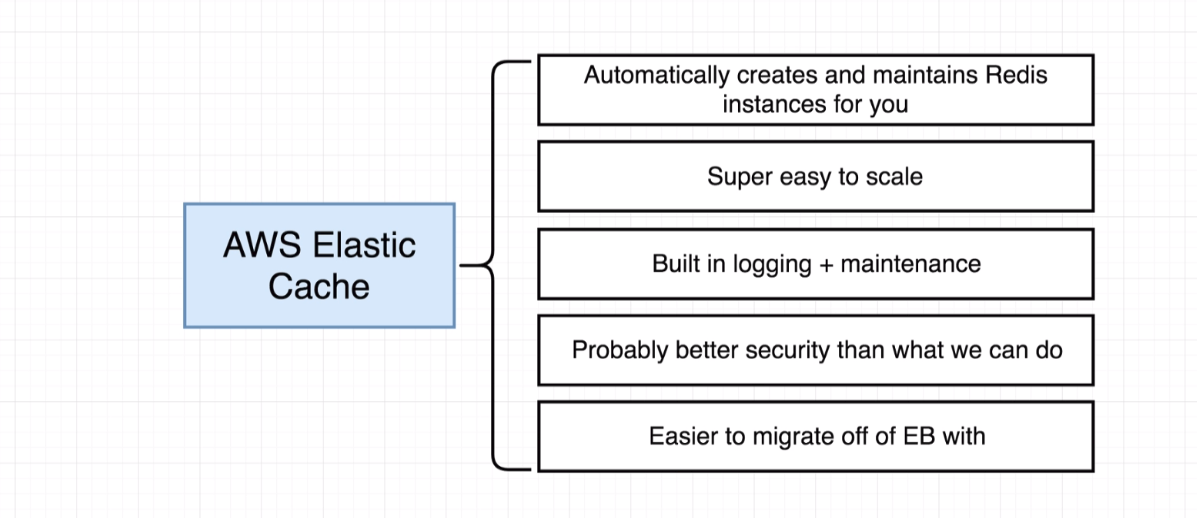 AWS Elastic
Cache
Automatically creates and maintains Redis
instances for you
Super easy to scale
Built in logging + maintenance
Probably better security than what we can do
Easier to migrate off of EB with